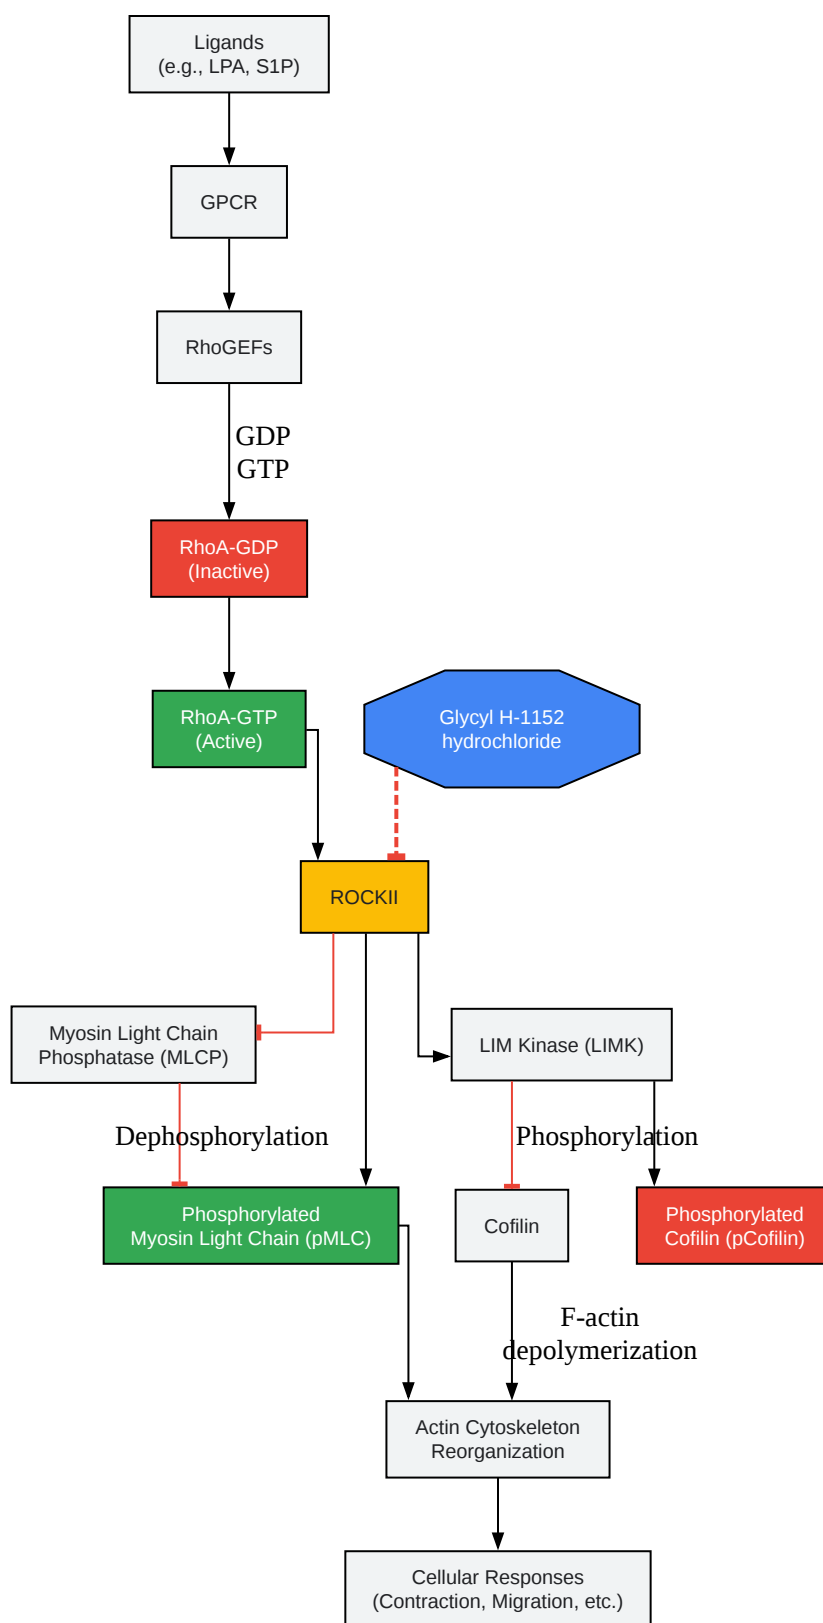 Ligands
(e.g., LPA, S1P)
GPCR
RhoGEFs
GDP
GTP
RhoA-GDP
(Inactive)
RhoA-GTP
(Active)
Glycyl H-1152
hydrochloride
ROCKII
Myosin Light Chain
Phosphatase (MLCP)
LIM Kinase (LIMK)
Dephosphorylation
Phosphorylation
Phosphorylated
Myosin Light Chain (pMLC)
Cofilin
Phosphorylated
Cofilin (pCofilin)
F-actin
depolymerization
Actin Cytoskeleton
Reorganization
Cellular Responses
(Contraction, Migration, etc.)